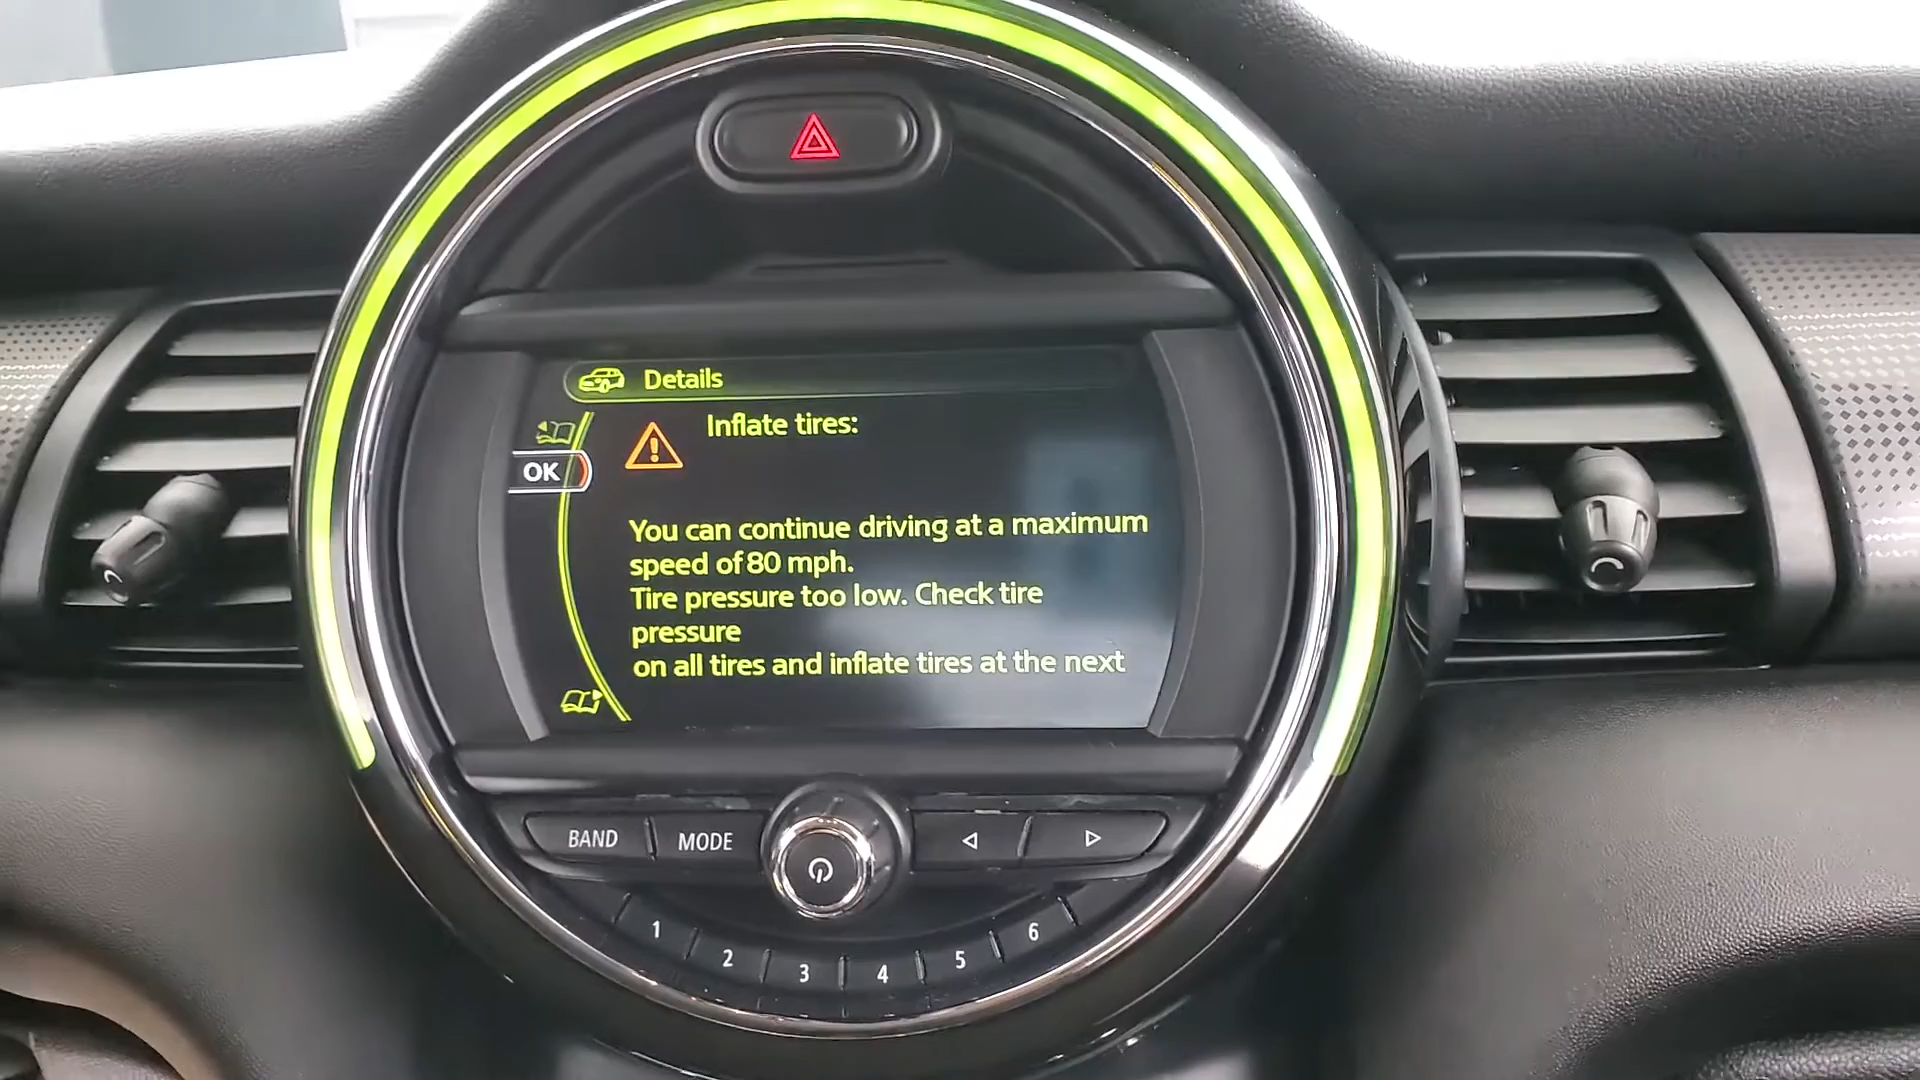 Details
Inflate tires:
OK
You can continue driving at a maximum
speed of 80 mph.
Tire pressure too low. Check tire
pressure
on all tires and inflate tires at the next
BAND
MODE
1
2
3
4
5
6